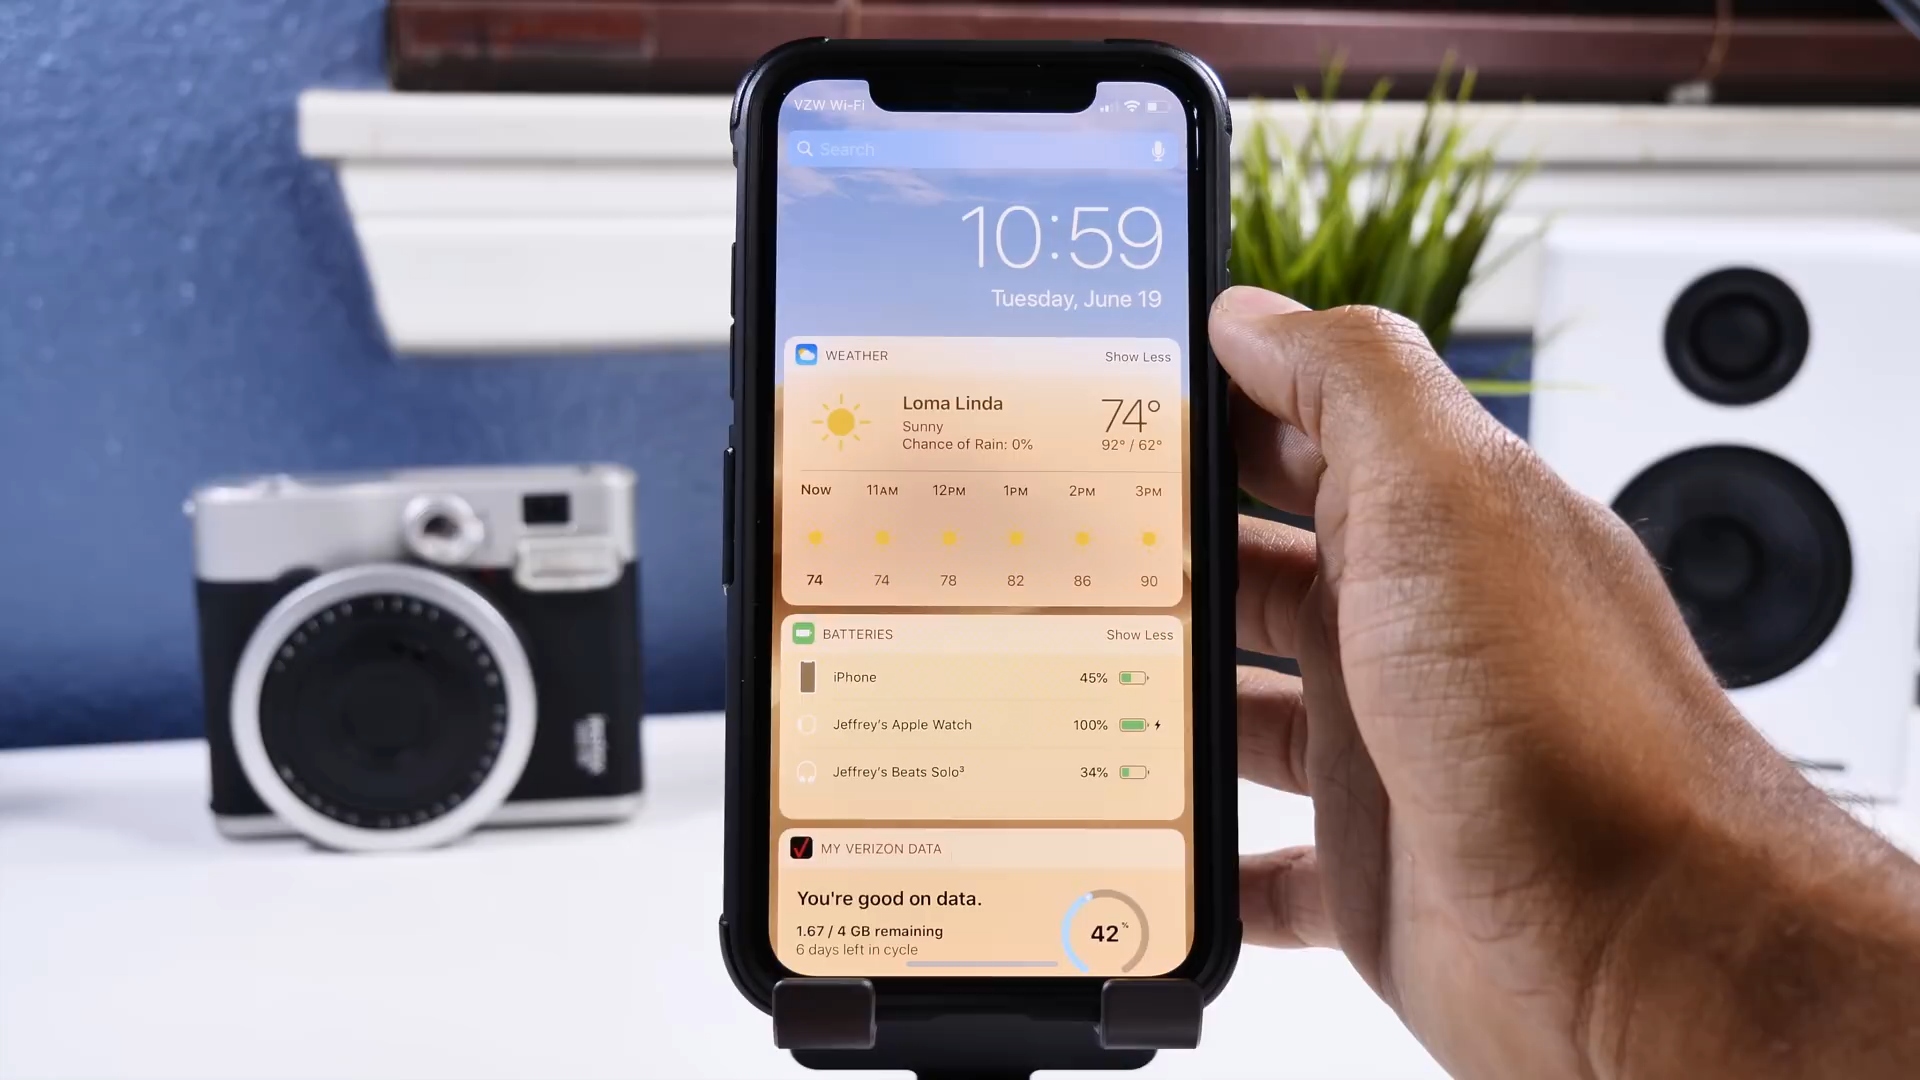 VZW Wi-Fi
Search
10:59
Tuesday, June 19
WEATHER Show Less
Loma Linda
Sunny
Chance of Rain: 0%
74°
92° / 62°
Now 11AM 12PM 1PM 2PM 3PM
74 74 78 82 86 90
BATTERIES Show Less
iPhone 45%
Jeffrey's Apple Watch 100%
Jeffrey's Beats Solo³ 34%
MY VERIZON DATA
You're good on data.
1.67 / 4 GB remaining
6 days left in cycle
42%